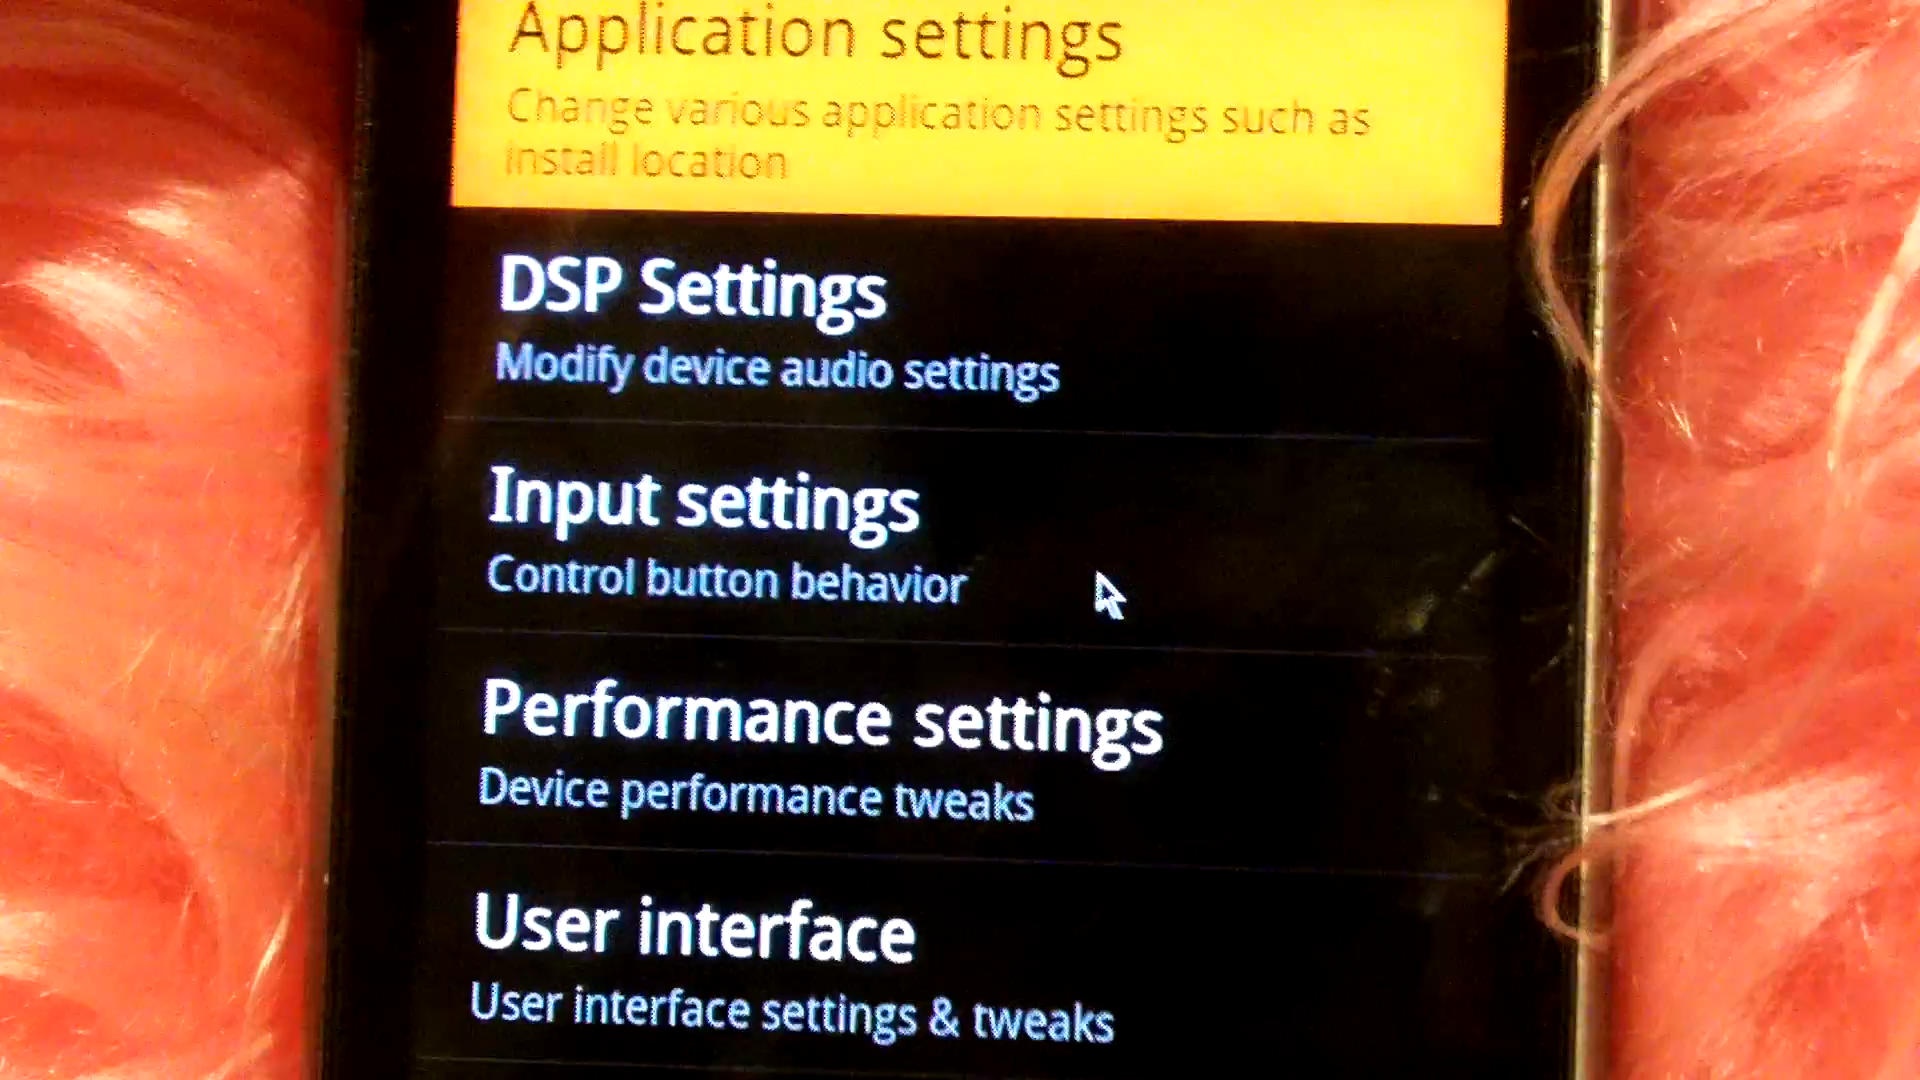 Application settings
Change various application settings such as
install location
DSP Settings
Modify device audio settings
Input settings
Control button behavior
Performance settings
Device performance tweaks
User interface
User interface settings & tweaks